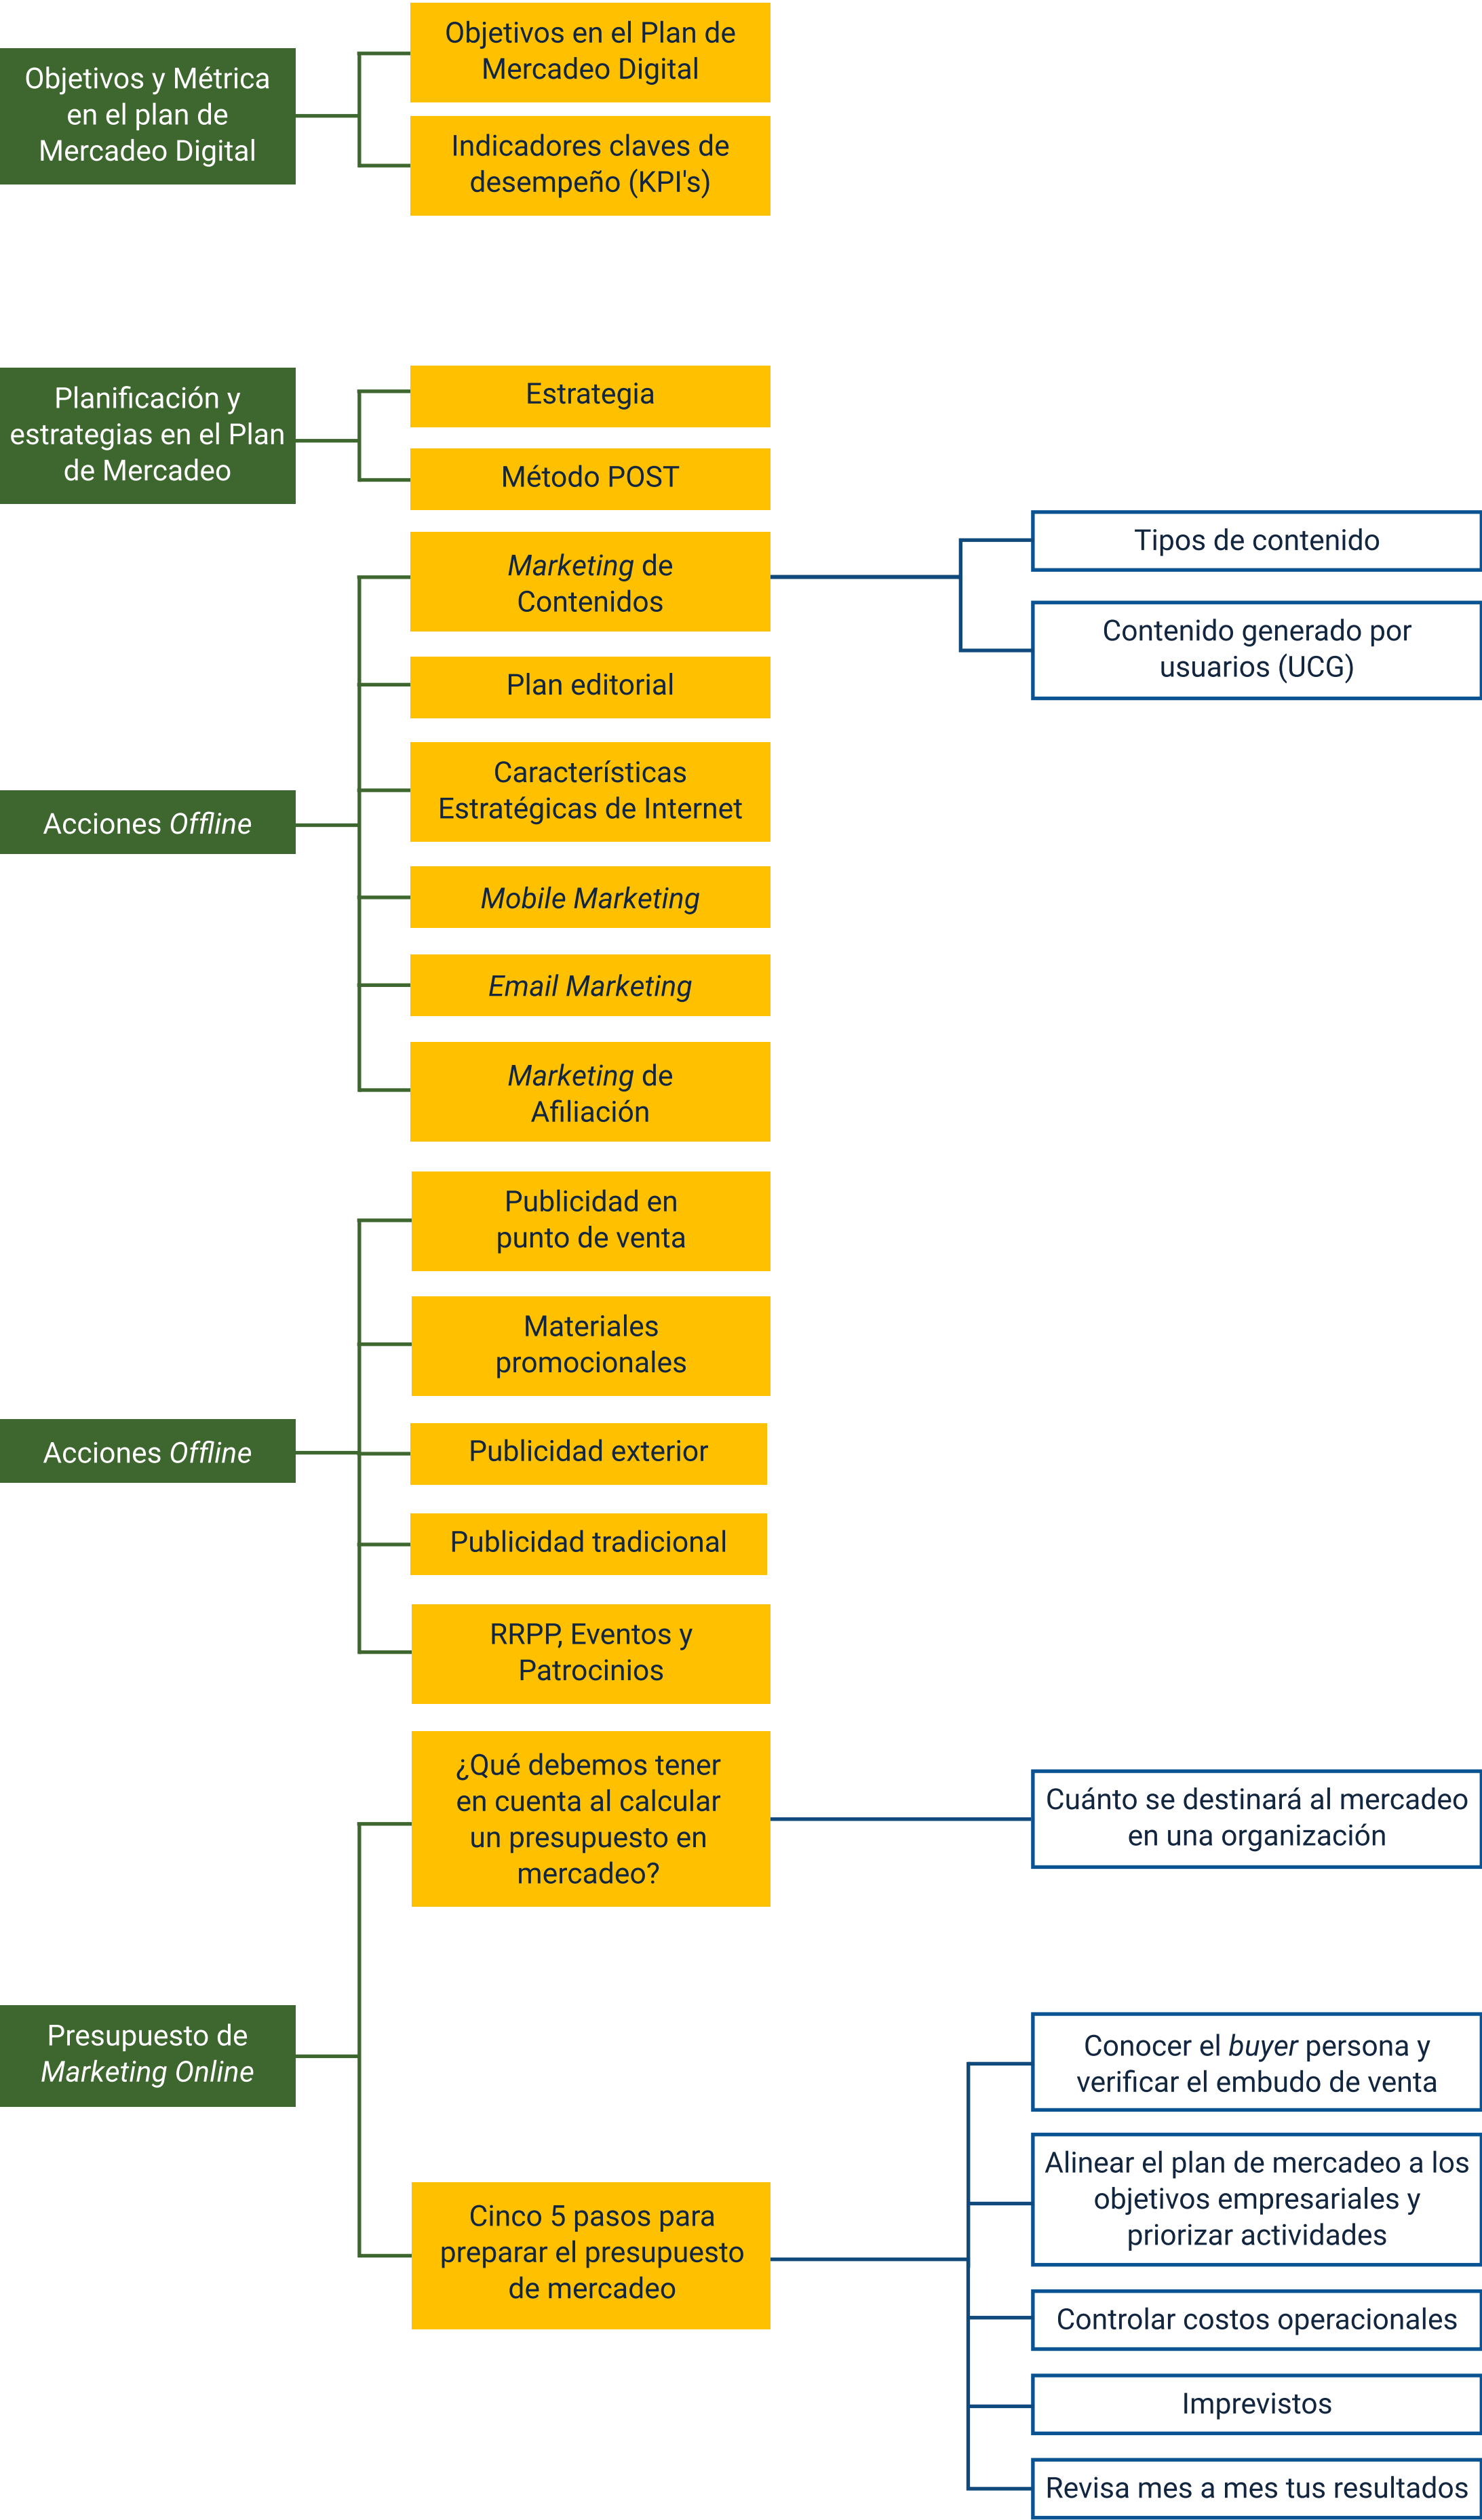 Objetivos y Métrica
en el plan de
Mercadeo Digital
Objetivos en el Plan de
Mercadeo Digital
Indicadores claves de
desempeño (KPI's)
Planificación y
estrategias en el Plan
de Mercadeo
Estrategia
Método POST
Acciones Offline
Marketing de
Contenidos
Tipos de contenido
Contenido generado por
usuarios (UCG)
Plan editorial
Características
Estratégicas de Internet
Mobile Marketing
Email Marketing
Marketing de
Afiliación
Acciones Offline
Publicidad en
punto de venta
Materiales
promocionales
Publicidad exterior
Publicidad tradicional
RRPP, Eventos y
Patrocinios
Presupuesto de
Marketing Online
¿Qué debemos tener
en cuenta al calcular
un presupuesto en
mercadeo?
Cuánto se destinará al mercadeo
en una organización
Cinco 5 pasos para
preparar el presupuesto
de mercadeo
Conocer el buyer persona y
verificar el embudo de venta
Alinear el plan de mercadeo a los
objetivos empresariales y
priorizar actividades
Controlar costos operacionales
Imprevistos
Revisa mes a mes tus resultados